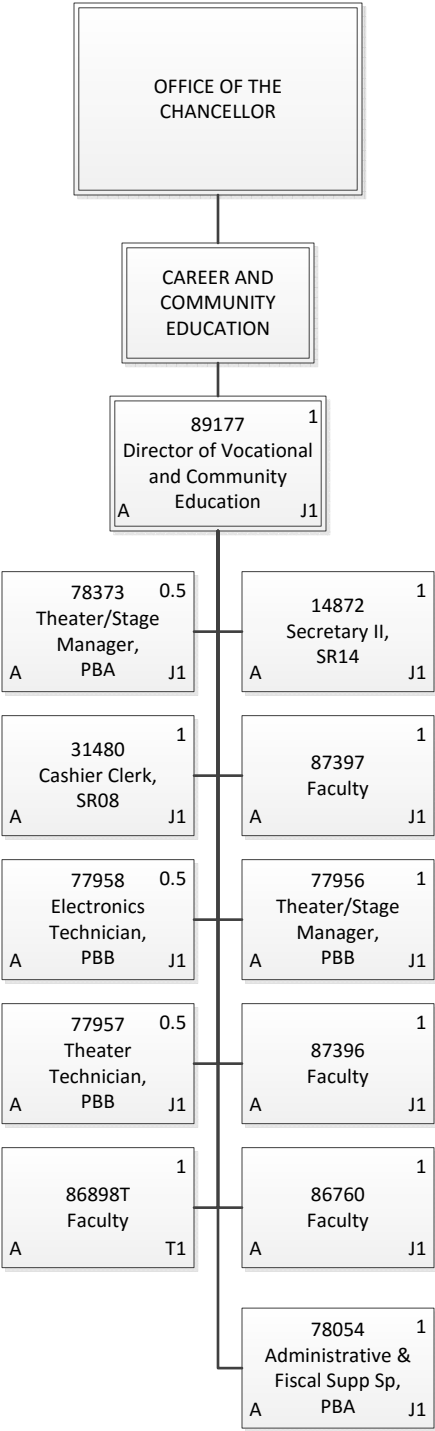 OFFICE OF THE
CHANCELLOR
CAREER AND
COMMUNITY
EDUCATION
89177 1
Director of Vocational
and Community
Education
A J1
78373 0.5
Theater/Stage
Manager,
PBA
A J1
1
14872
Secretary II,
SR14
A J1
1
31480
Cashier Clerk,
SR08
A J1
1
87397
Faculty
A J1
77958 0.5
Electronics
Technician,
PBB
A J1
77956 1
Theater/Stage
Manager,
PBB
A J1
77957 0.5
Theater
Technician,
PBB
A J1
1
87396
Faculty
A J1
1
86898T
Faculty
A T1
1
86760
Faculty
A J1
78054 1
Administrative &
Fiscal Supp Sp,
PBA
A J1